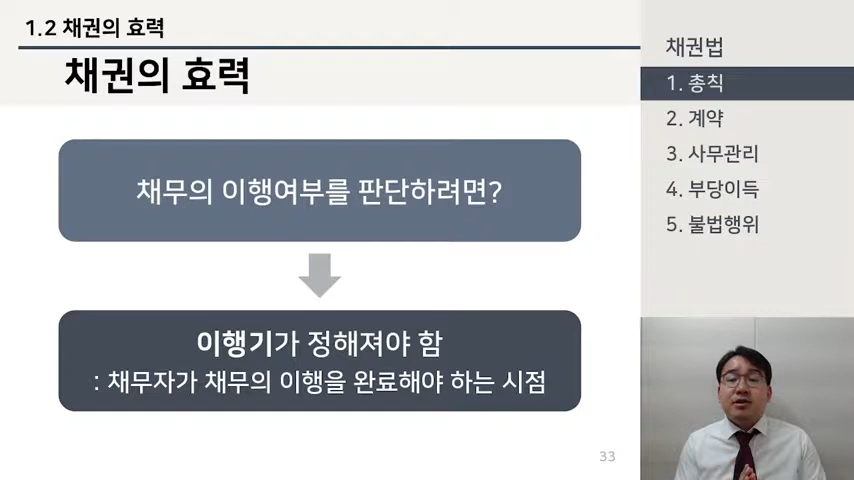 1.2 채권의 효력
채권의 효력
채무의 이행여부를 판단하려면?
이행기가 정해져야 함
: 채무자가 채무의 이행을 완료해야 하는 시점
33
채권법
1. 총칙
2. 계약
3. 사무관리
4. 부당이득
5. 불법행위